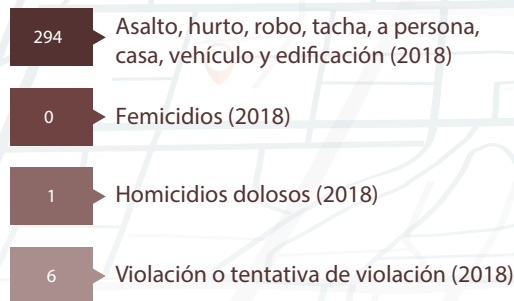 294
Asalto, hurto, robo, tacha, a persona,
casa, vehículo y edificación (2018)
0
Femicidios (2018)
1
Homicidios dolosos (2018)
6
Violación o tentativa de violación (2018)